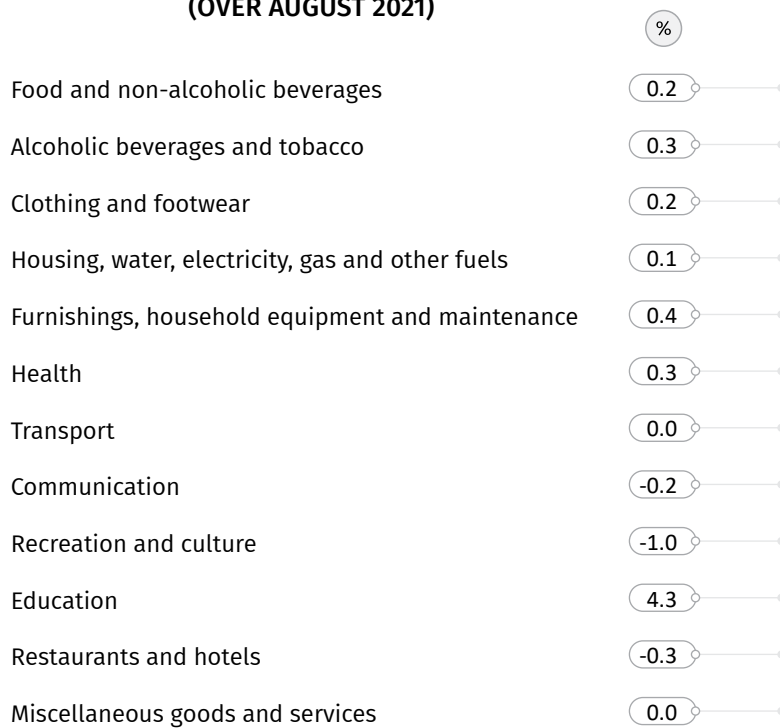 (OVER AUGUST 2021)
%
Food and non-alcoholic beverages 0.2
Alcoholic beverages and tobacco 0.3
Clothing and footwear 0.2
Housing, water, electricity, gas and other fuels 0.1
Furnishings, household equipment and maintenance 0.4
Health 0.3
Transport 0.0
Communication -0.2
Recreation and culture -1.0
Education 4.3
Restaurants and hotels -0.3
Miscellaneous goods and services 0.0